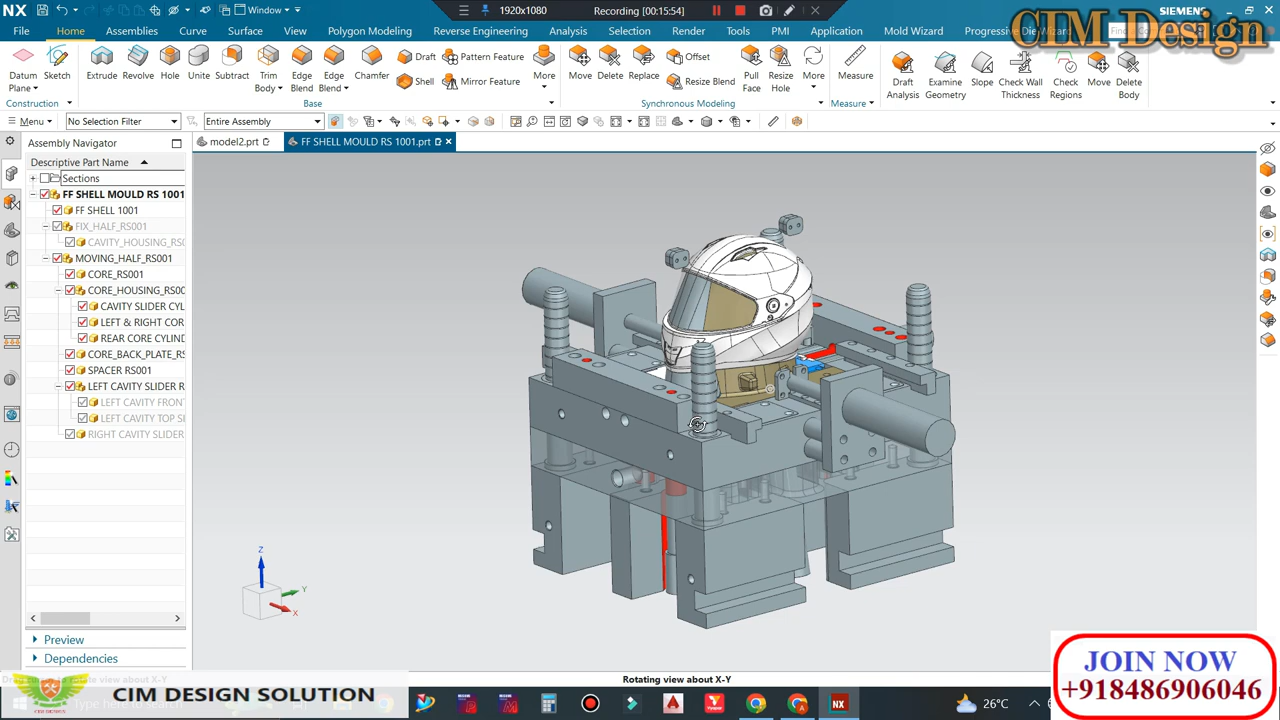 NX
Window
1920x1080
Recording [00:15:54]
SIEMENS
CIM Design
File
Home
Assemblies
Curve
Surface
View
Polygon Modeling
Reverse Engineering
Analysis
Selection
Render
Tools
PMI
Application
Mold Wizard
Progressive Die Wizard
Datum Plane
Sketch
Extrude
Revolve
Hole
Unite
Subtract
Trim Body
Edge Blend
Edge Blend
Chamfer
Draft
Shell
Pattern Feature
Mirror Feature
More
Move
Delete
Replace
Offset
Resize Blend
Pull Face
Resize Hole
More
Measure
Draft Analysis
Examine Geometry
Slope
Check Wall Thickness
Check Regions
Move
Delete Body
Construction
Base
Synchronous Modeling
Measure
Menu
No Selection Filter
Entire Assembly
Assembly Navigator
model2.prt
FF SHELL MOULD RS 1001.prt
Descriptive Part Name
Sections
FF SHELL MOULD RS 1001
FF SHELL 1001
FIX_HALF_RS001
CAVITY_HOUSING_RS0
MOVING_HALF_RS001
CORE_RS001
CORE_HOUSING_RS00
CAVITY SLIDER CYL
LEFT & RIGHT COR
REAR CORE CYLIND
CORE_BACK_PLATE_RS
SPACER RS001
LEFT CAVITY SLIDER R
LEFT CAVITY FRON
LEFT CAVITY TOP S
RIGHT CAVITY SLIDER
Z
Y
X
Preview
Dependencies
Rotating view about X-Y
CIM DESIGN SOLUTION
26°C
JOIN NOW
+918486906046